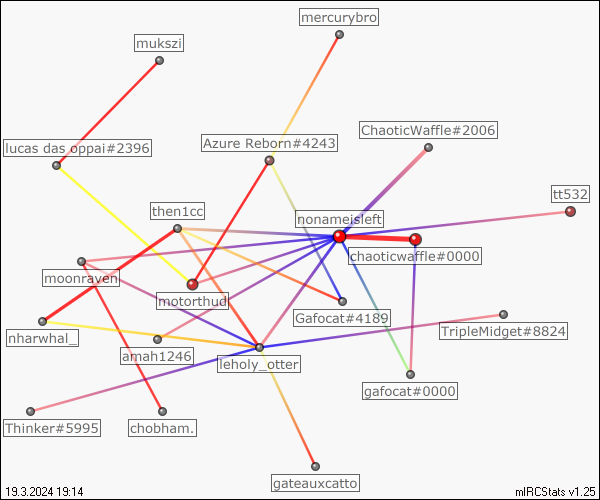 mercurybro
mukszi
ChaoticWaffle#2006
Azure Reborn#4243
lucas das oppai#2396
tt532
then1cc
nonameisleft
chaoticwaffle#0000
moonraven
motorthud
Gafocat#4189
TripleMidget#8824
nharwhal_
amah1246
leholy_otter
gafocat#0000
Thinker#5995
chobham.
gateauxcatto
19.3.2024 19:14
mIRCStats v1.25